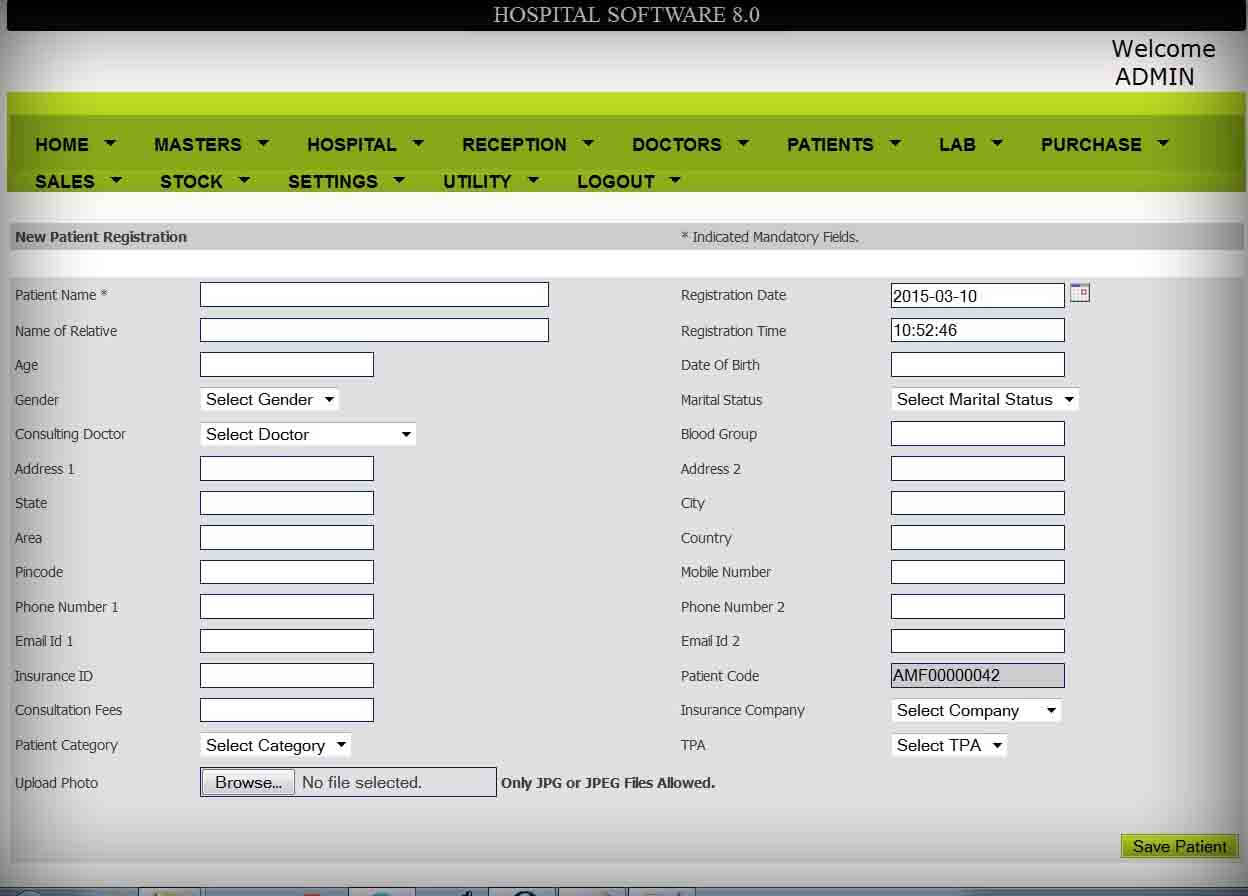 HOSPITAL SOFTWARE 8.0
Welcome
ADMIN
HOME MASTERS HOSPITAL RECEPTION DOCTORS PATIENTS LAB PURCHASE
SALES STOCK SETTINGS UTILITY LOGOUT
New Patient Registration * Indicated Mandatory Fields.
Patient Name * Registration Date 2015-03-10
Name of Relative Registration Time 10:52:46
Age Date Of Birth
Gender Select Gender Marital Status Select Marital Status
Consulting Doctor Select Doctor Blood Group
Address 1 Address 2
State City
Area Country
Pincode Mobile Number
Phone Number 1 Phone Number 2
Email Id 1 Email Id 2
Insurance ID Patient Code AMF00000042
Consultation Fees Insurance Company Select Company
Patient Category Select Category TPA Select TPA
Upload Photo Browse... No file selected. Only JPG or JPEG Files Allowed.
Save Patient